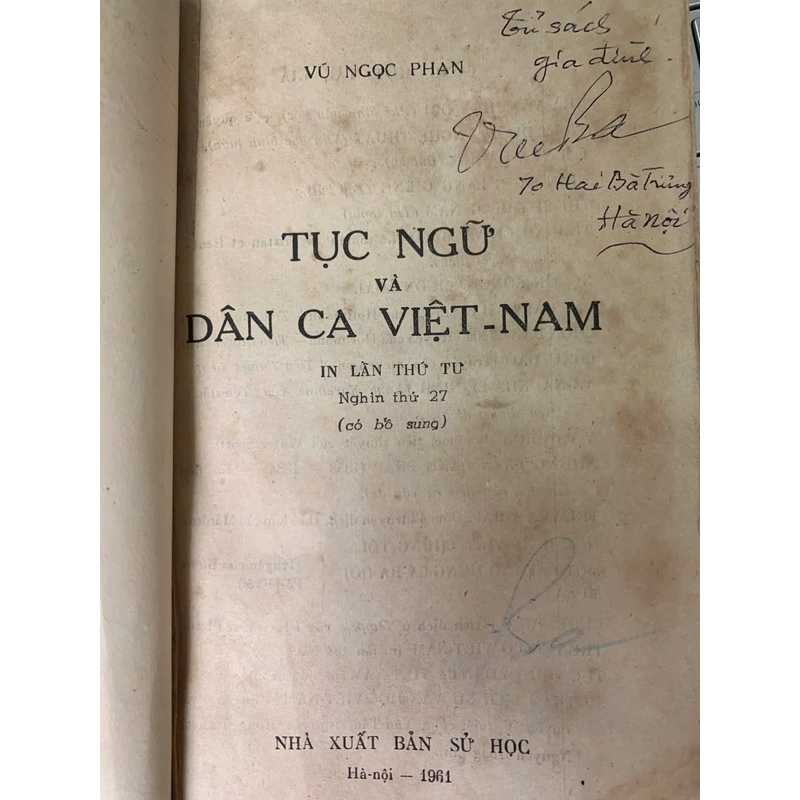 Tủ sách
gia đình
70 Hai Bà Trưng
Hà Nội
VŨ NGỌC PHAN
TỤC NGỮ
VÀ
DÂN CA VIỆT-NAM
IN LẦN THỨ TƯ
Nghìn thứ 27
(có bổ sung)
NHÀ XUẤT BẢN SỬ HỌC
Hà-nội — 1961